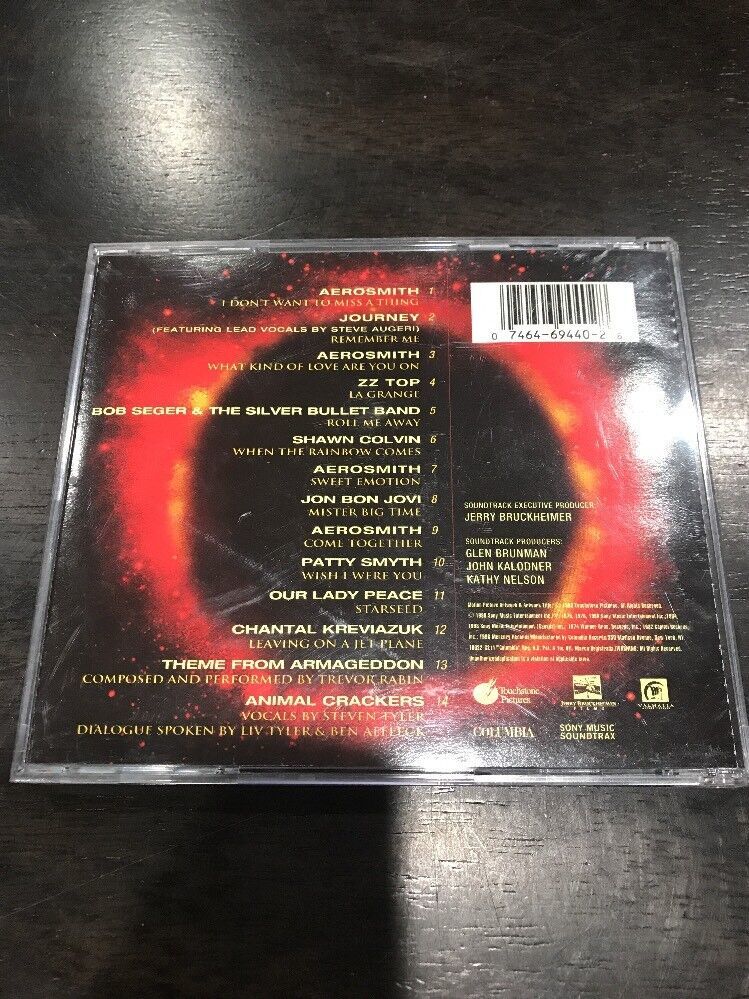 AEROSMITH 1
I DON'T WANT TO MISS A THING
JOURNEY 2
(FEATURING LEAD VOCALS BY STEVE AUGERI)
REMEMBER ME
AEROSMITH 3
WHAT KIND OF LOVE ARE YOU ON
ZZ TOP 4
LA GRANGE
BOB SEGER & THE SILVER BULLET BAND 5
ROLL ME AWAY
SHAWN COLVIN 6
WHEN THE RAINBOW COMES
AEROSMITH 7
SWEET EMOTION
JON BON JOVI 8
MISTER BIG TIME
AEROSMITH 9
COME TOGETHER
PATTY SMYTH 10
WISH I WERE YOU
OUR LADY PEACE 11
STARSEED
CHANTAL KREVIAZUK 12
LEAVING ON A JET PLANE
THEME FROM ARMAGEDDON 13
COMPOSED AND PERFORMED BY TREVOR RABIN
ANIMAL CRACKERS 14
VOCALS BY STEVEN TYLER
DIALOGUE SPOKEN BY LIV TYLER & BEN AFFLECK
0 7464-69440-2 6
SOUNDTRACK EXECUTIVE PRODUCER:
JERRY BRUCKHEIMER
SOUNDTRACK PRODUCERS:
GLEN BRUNMAN
JOHN KALODNER
KATHY NELSON
Touchstone
Pictures
JERRY BRUCKHEIMER
FILMS
VALHALLA
COLUMBIA
SONY MUSIC
SOUNDTRAX